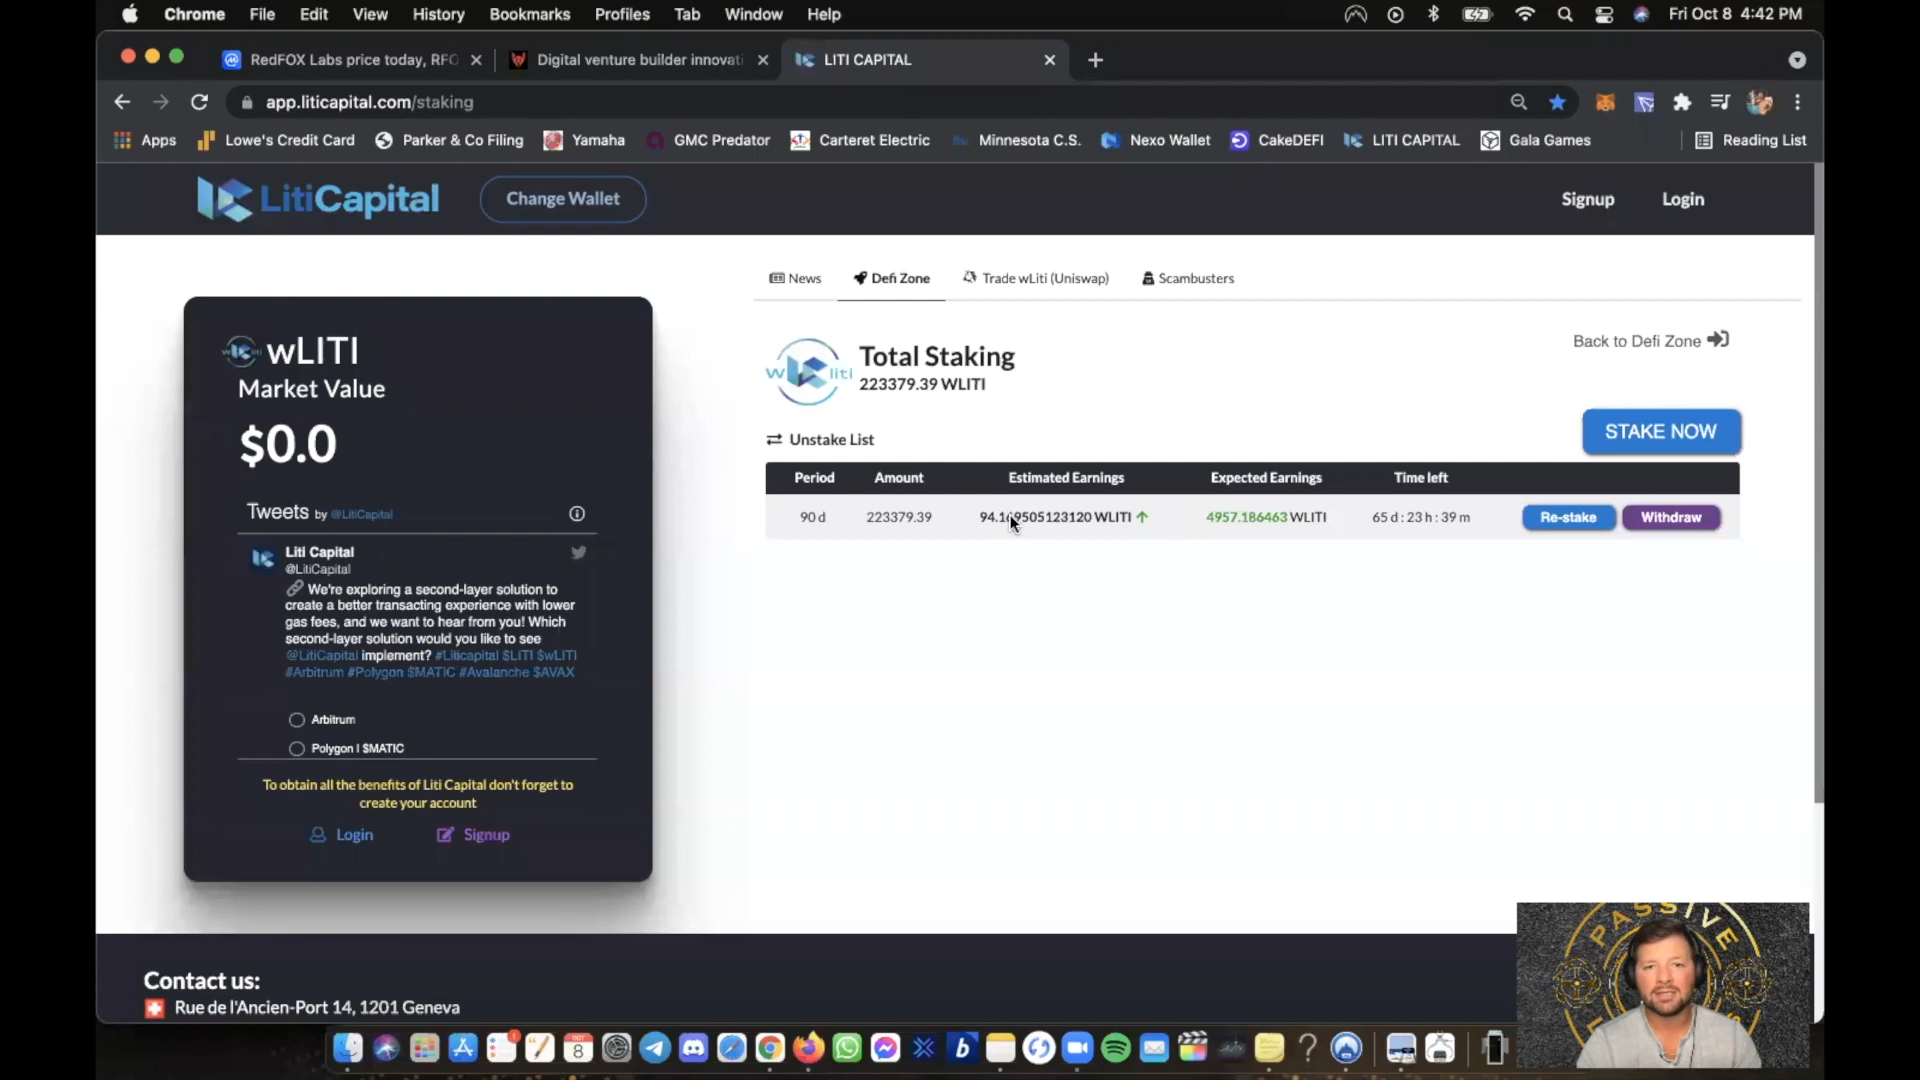 Chrome File Edit View History Bookmarks Profiles Tab Window Help Fri Oct 8 4:42 PM
RedFOX Labs price today, RFO Digital venture builder innovati LITI CAPITAL
app.liticapital.com/staking
Apps Lowe's Credit Card Parker & Co Filing Yamaha GMC Predator Carteret Electric Minnesota C.S. Nexo Wallet CakeDEFI LITI CAPITAL Gala Games Reading List
LitiCapital Change Wallet Signup Login
News Defi Zone Trade wLiti (Uniswap) Scambusters
wLITI
Market Value
$0.0
Tweets by @LitiCapital
Liti Capital
@LitiCapital
We're exploring a second-layer solution to
create a better transacting experience with lower
gas fees, and we want to hear from you! Which
second-layer solution would you like to see
@LitiCapital implement? #Liticapital $LITI $wLITI
#Arbitrum #Polygon $MATIC #Avalanche $AVAX
Arbitrum
Polygon I $MATIC
To obtain all the benefits of Liti Capital don't forget to
create your account
Login Signup
Back to Defi Zone
w liti
Total Staking
223379.39 WLITI
Unstake List
STAKE NOW
Period Amount Estimated Earnings Expected Earnings Time left
90 d 223379.39 WLITI 4957.186463 WLITI 65 d : 23 h : 39 m Re-stake Withdraw
Contact us:
Rue de l'Ancien-Port 14, 1201 Geneva
PASSIVE